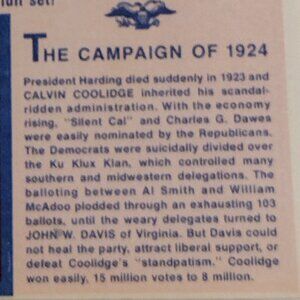 Set!
THE CAMPAIGN OF 1924
President Harding died suddenly in 1923 and
CALVIN COOLIDGE inherited his scandal-
ridden administration. With the economy
rising, "Silent Cal" and Charles G. Dawes
were easily nominated by the Republicans.
The Democrats were suicidally divided over
the Ku Klux Klan, which controlled many
southern and midwestern delegations. The
balloting between Al Smith and William
McAdoo plodded through an exhausting 103
ballots, until the weary delegates turned to
JOHN W. DAVIS of Virginia. But Davis could
not heal the party, attract liberal support, or
defeat Coolidge's "standpatism." Coolidge
won easily, 15 million votes to 8 million.